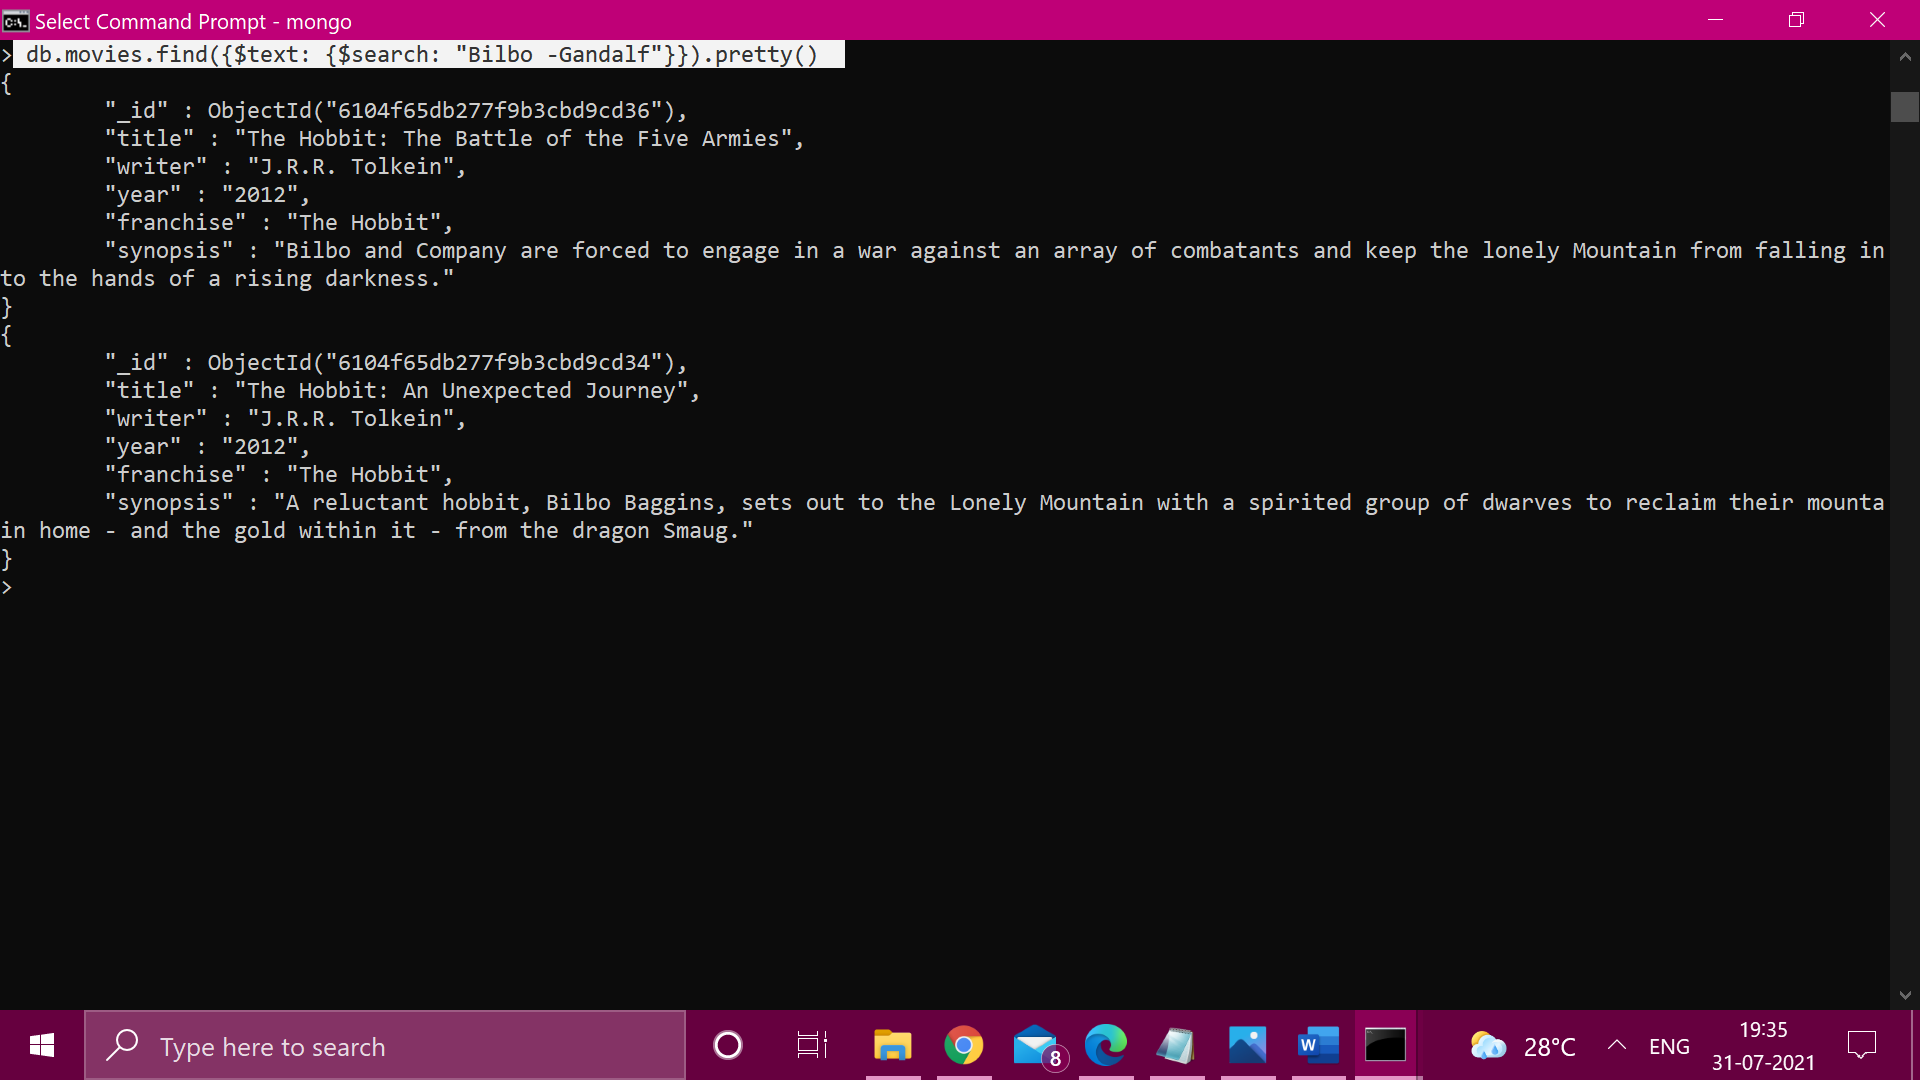 Select Command Prompt - mongo
> db.movies.find({$text: {$search: "Bilbo -Gandalf"}}).pretty()
{
"_id" : ObjectId("6104f65db277f9b3cbd9cd36"),
"title" : "The Hobbit: The Battle of the Five Armies",
"writer" : "J.R.R. Tolkein",
"year" : "2012",
"franchise" : "The Hobbit",
"synopsis" : "Bilbo and Company are forced to engage in a war against an array of combatants and keep the lonely Mountain from falling in
to the hands of a rising darkness."
}
{
"_id" : ObjectId("6104f65db277f9b3cbd9cd34"),
"title" : "The Hobbit: An Unexpected Journey",
"writer" : "J.R.R. Tolkein",
"year" : "2012",
"franchise" : "The Hobbit",
"synopsis" : "A reluctant hobbit, Bilbo Baggins, sets out to the Lonely Mountain with a spirited group of dwarves to reclaim their mounta
in home - and the gold within it - from the dragon Smaug."
}
>
Type here to search
8
W
28°C
ENG
19:35
31-07-2021